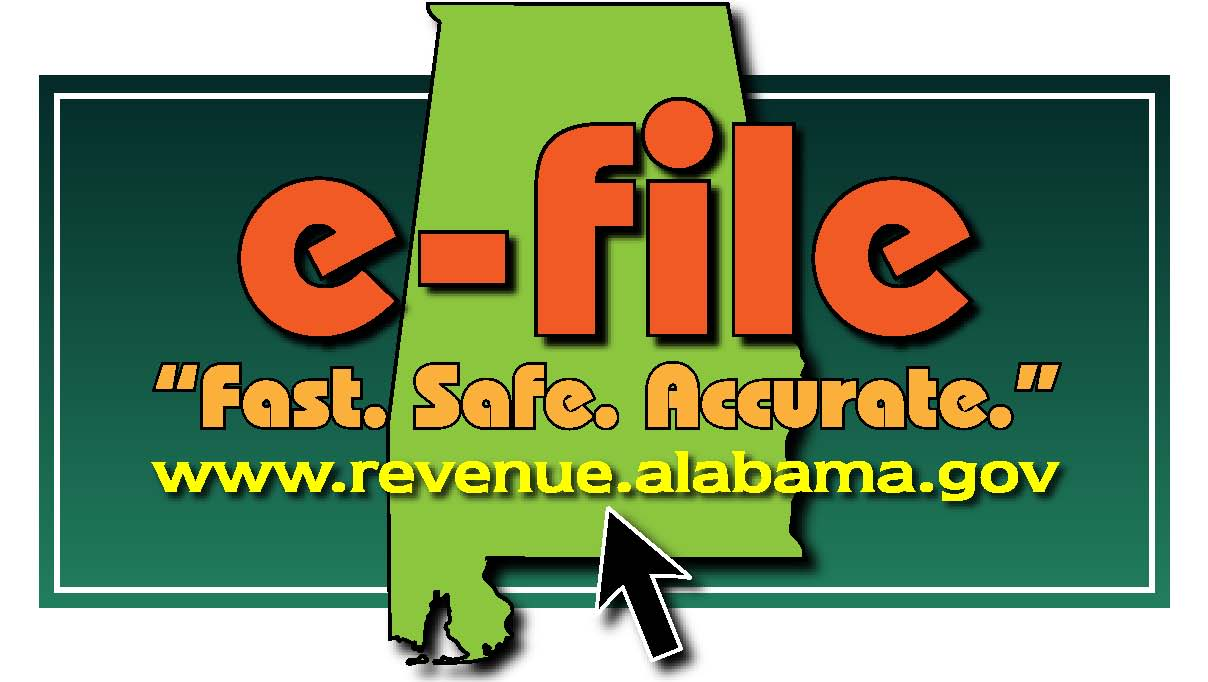 e-file
“Fast. Safe. Accurate.”
www.revenue.alabama.gov